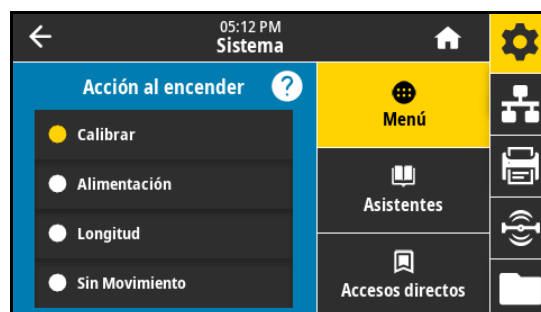 05:12 PM
Sistema
Acción al encender ?
Calibrar
Alimentación
Longitud
Sin Movimiento
Menú
Asistentes
Accesos directos